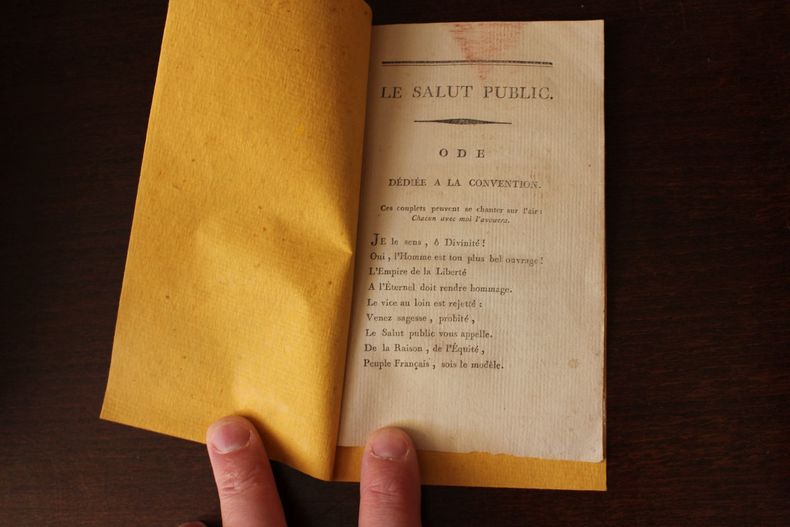 LE SALUT PUBLIC.
ODE
DÉDIÉE A LA CONVENTION.
Ces couplets peuvent se chanter sur l'air :
Chacun avec moi l'avouera.
JE le sens , ô Divinité !
Oui , l'Homme est ton plus bel ouvrage !
L'Empire de la Liberté
A l'Éternel doit rendre hommage.
Le vice au loin est rejetté :
Venez sagesse , probité ,
Le Salut public vous appelle.
De la Raison , de l'Équité ,
Peuple Français , sois le modèle.